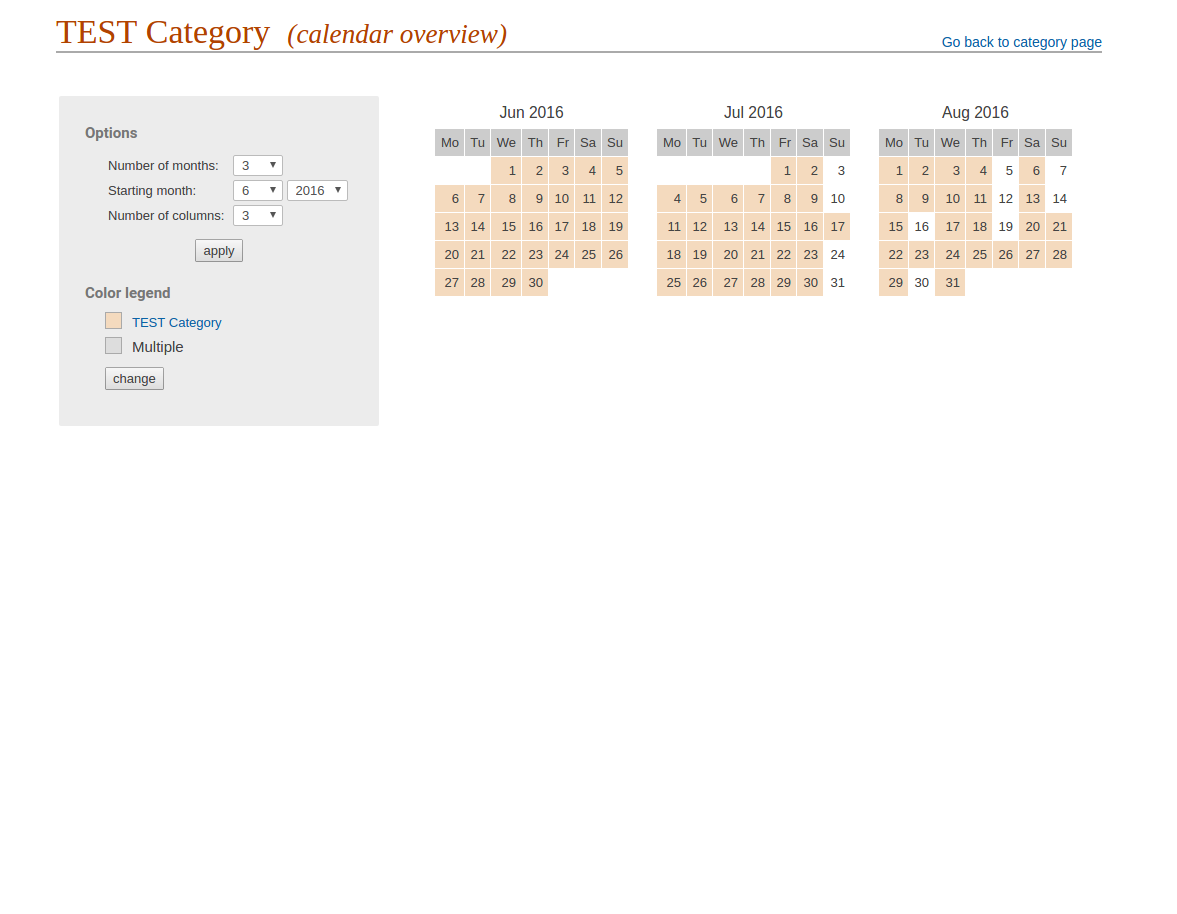 TEST Category (calendar overview)
Go back to category page
Options
Number of months: 3
Starting month: 6 2016
Number of columns: 3
apply
Color legend
TEST Category
Multiple
change
Jun 2016
Mo Tu We Th Fr Sa Su
1 2 3 4 5
6 7 8 9 10 11 12
13 14 15 16 17 18 19
20 21 22 23 24 25 26
27 28 29 30
Jul 2016
Mo Tu We Th Fr Sa Su
1 2 3
4 5 6 7 8 9 10
11 12 13 14 15 16 17
18 19 20 21 22 23 24
25 26 27 28 29 30 31
Aug 2016
Mo Tu We Th Fr Sa Su
1 2 3 4 5 6 7
8 9 10 11 12 13 14
15 16 17 18 19 20 21
22 23 24 25 26 27 28
29 30 31